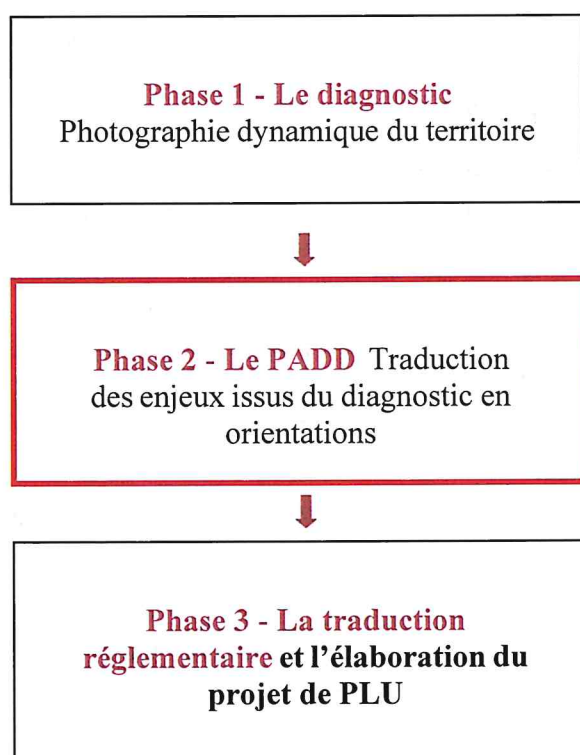 Phase 1 - Le diagnostic
Photographie dynamique du territoire
Phase 2 - Le PADD Traduction
des enjeux issus du diagnostic en
orientations
Phase 3 - La traduction
réglementaire et l'élaboration du
projet de PLU